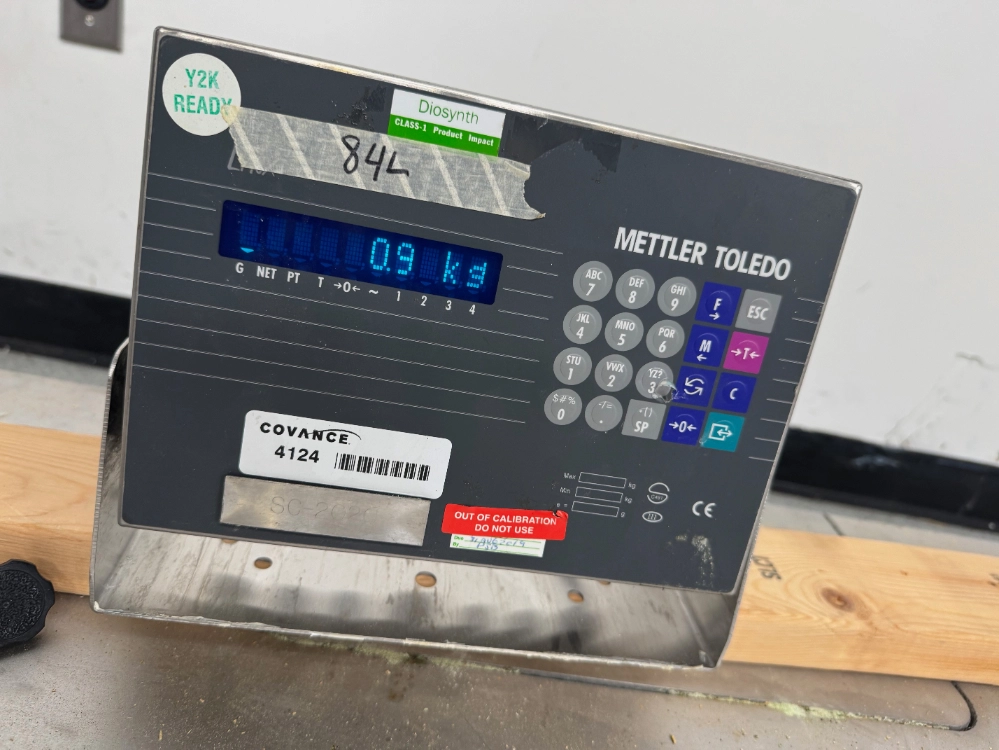 Y2K
READY
Diosynth
CLASS-1 Product Impact
84L
0.9 kg
G NET PT T →0← ~ 1 2 3 4
METTLER TOLEDO
ABC DEF GHI
7 8 9 F → ESC
JKL MNO PQR
4 5 6 M ← →T←
STU VWX YZ?
1 2 3 C
$#% -/= *()
0 . SP →0←
COVANCE
4124
Max kg
Min kg
e = g
CE
OUT OF CALIBRATION
DO NOT USE